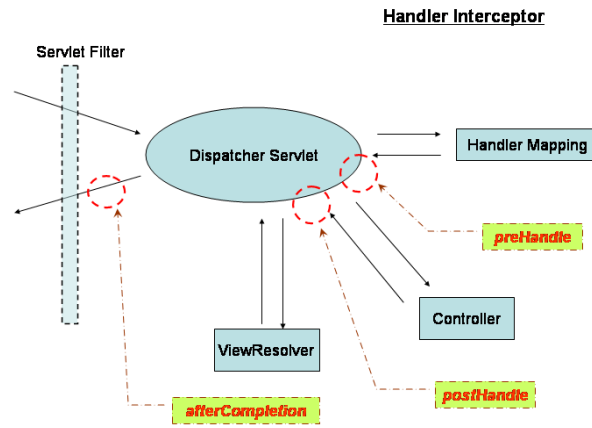 Handler Interceptor
Servlet Filter
Dispatcher Servlet
Handler Mapping
preHandle
Controller
ViewResolver
postHandle
afterCompletion